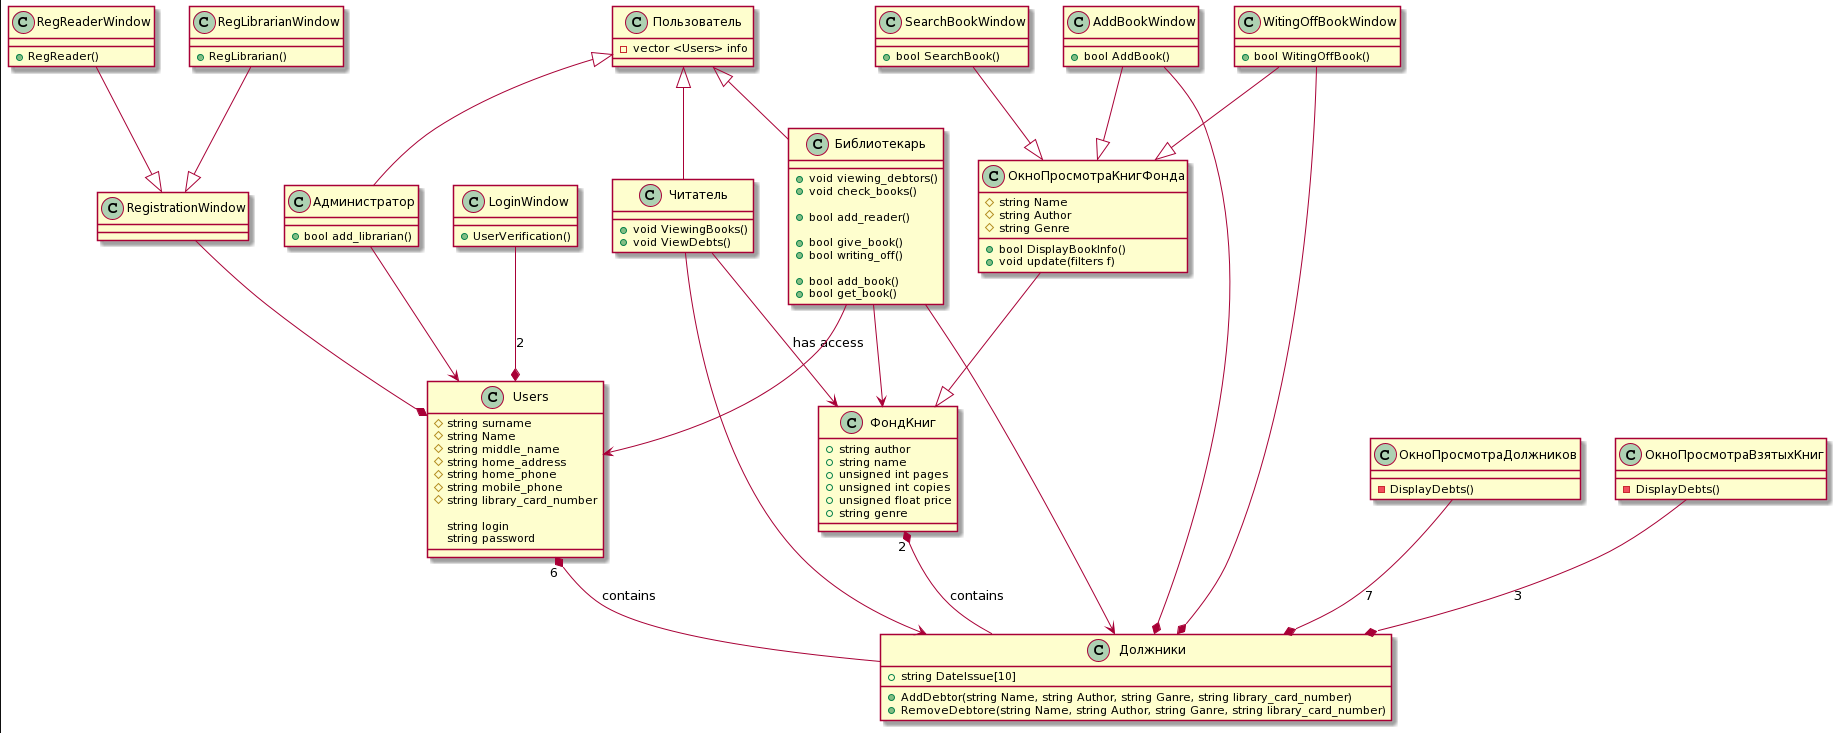 C RegReaderWindow
RegReader()
C RegLibrarianWindow
RegLibrarian()
C Пользователь
vector <Users> info
C SearchBookWindow
bool SearchBook()
C AddBookWindow
bool AddBook()
C WitingOffBookWindow
bool WitingOffBook()
C RegistrationWindow
C Администратор
bool add_librarian()
C LoginWindow
UserVerification()
C Читатель
void ViewingBooks()
void ViewDebts()
C Библиотекарь
void viewing_debtors()
void check_books()
bool add_reader()
bool give_book()
bool writing_off()
bool add_book()
bool get_book()
C ОкноПросмотраКнигФонда
string Name
string Author
string Genre
bool DisplayBookInfo()
void update(filters f)
2
has access
C Users
string surname
string Name
string middle_name
string home_address
string home_phone
string mobile_phone
string library_card_number
string login
string password
C ФондКниг
string author
string name
unsigned int pages
unsigned int copies
unsigned float price
string genre
C ОкноПросмотраДолжников
DisplayDebts()
C ОкноПросмотраВзятыхКниг
DisplayDebts()
6
contains
2
contains
7
3
C Должники
string DateIssue[10]
AddDebtor(string Name, string Author, string Ganre, string library_card_number)
RemoveDebtore(string Name, string Author, string Ganre, string library_card_number)